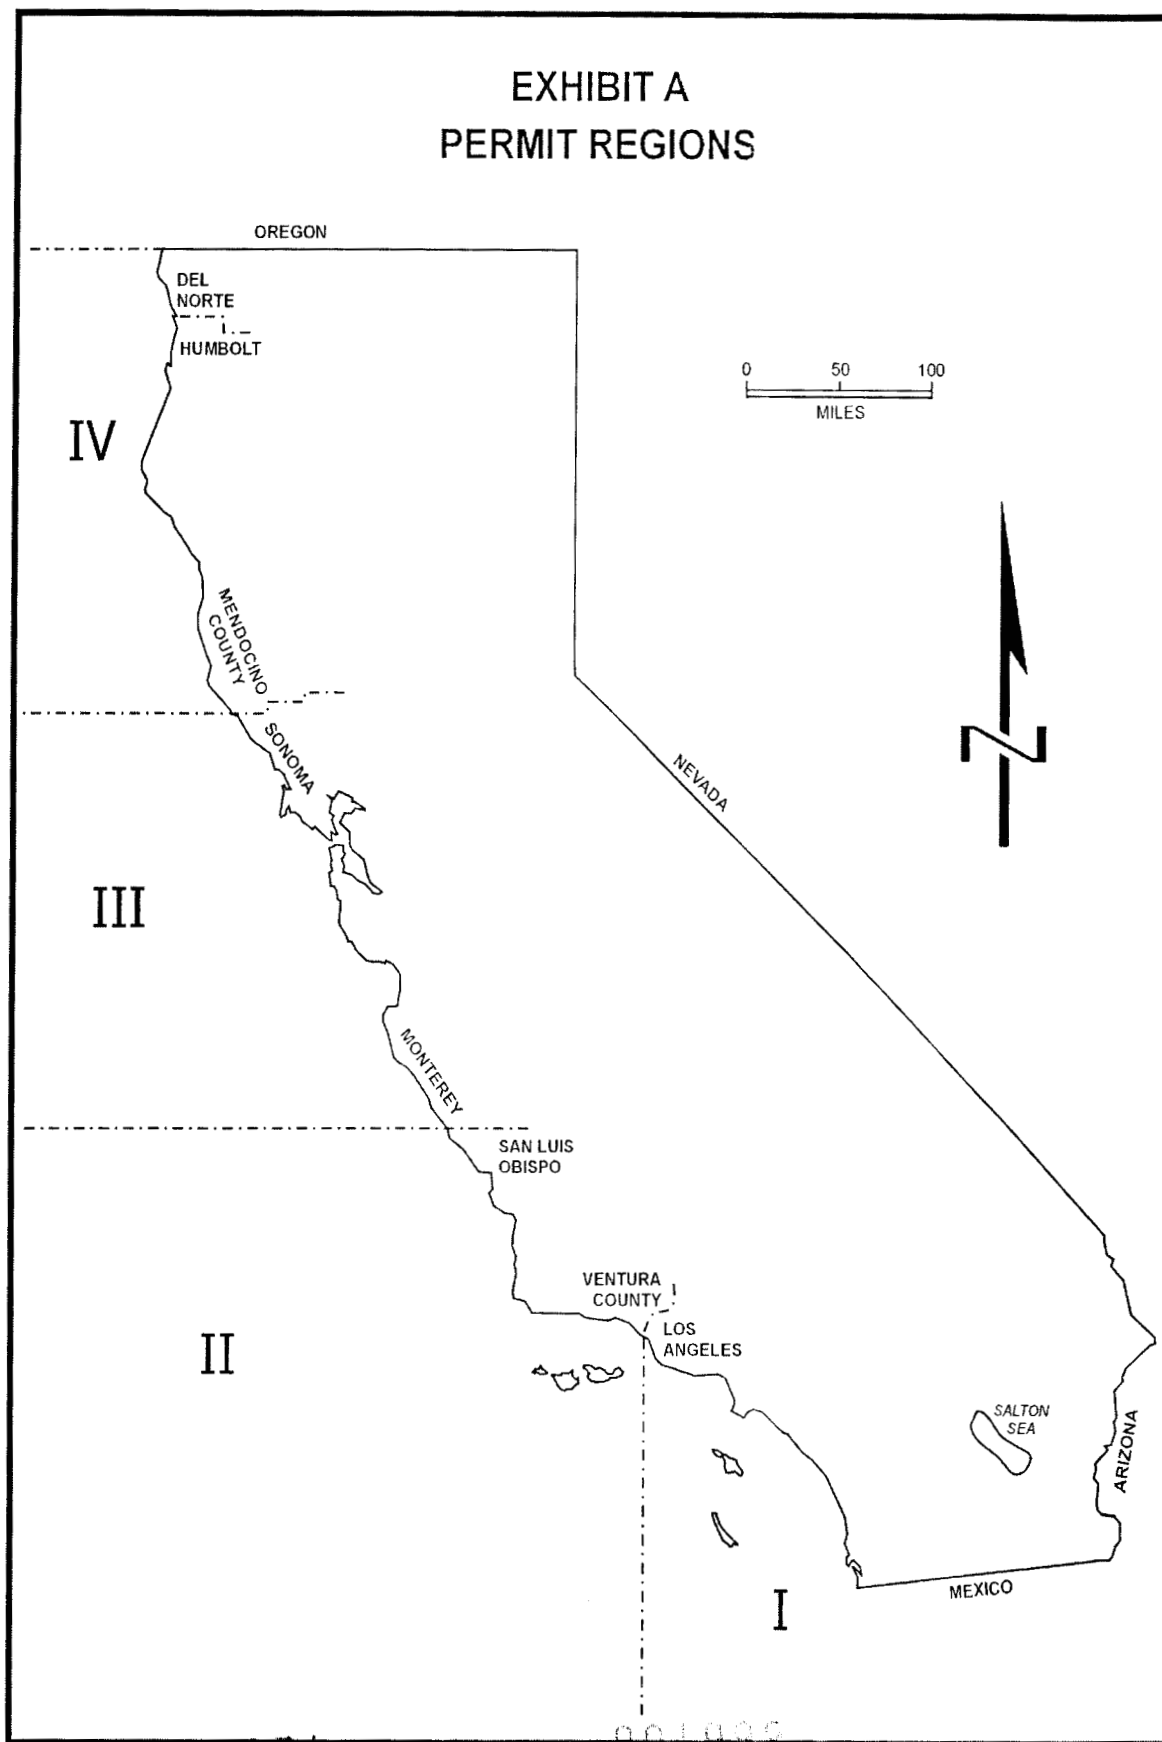 EXHIBIT A
PERMIT REGIONS
OREGON
DEL
NORTE
HUMBOLT
0 50 100
MILES
IV
MENDOCINO
COUNTY
SONOMA
NEVADA
Z
III
MONTEREY
SAN LUIS
OBISPO
VENTURA
COUNTY
LOS
ANGELES
II
SALTON
SEA
ARIZONA
MEXICO
I